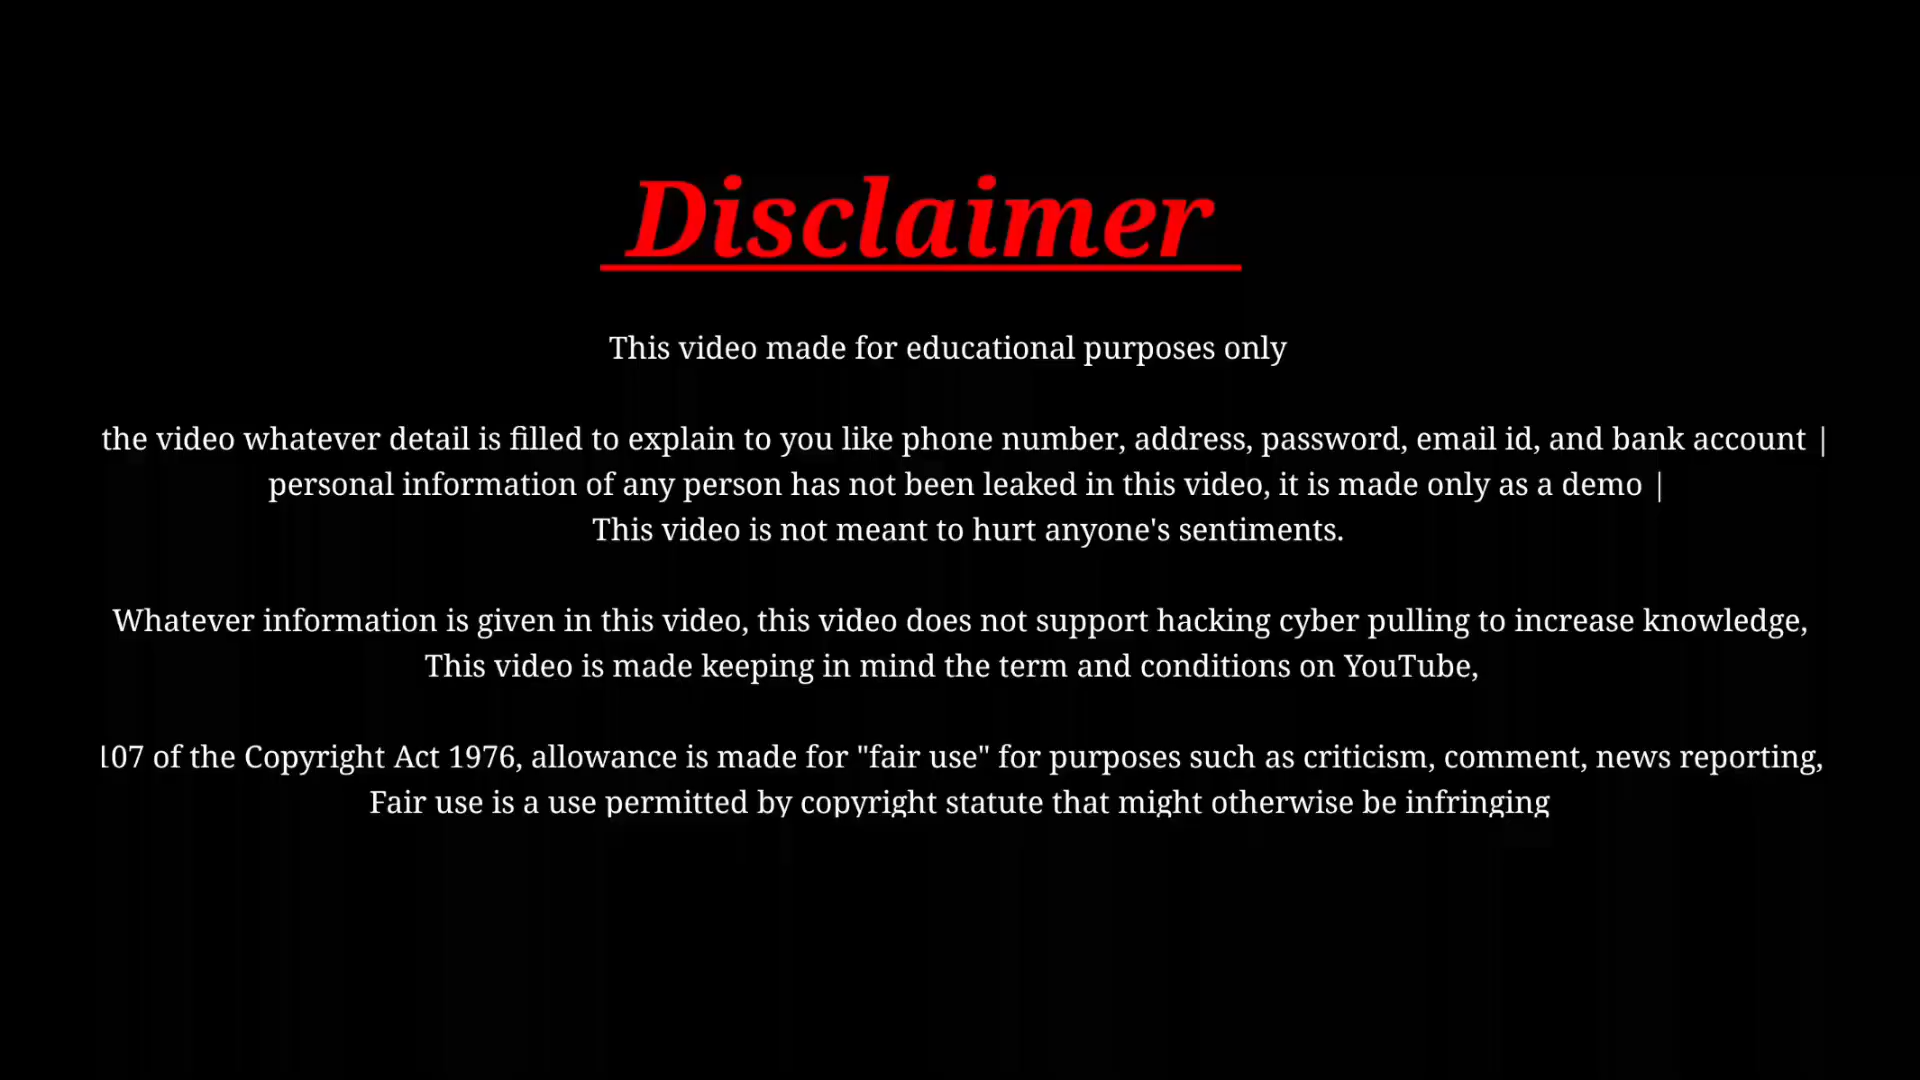 Disclaimer
This video made for educational purposes only
the video whatever detail is filled to explain to you like phone number, address, password, email id, and bank account |
personal information of any person has not been leaked in this video, it is made only as a demo |
This video is not meant to hurt anyone's sentiments.
Whatever information is given in this video, this video does not support hacking cyber pulling to increase knowledge,
This video is made keeping in mind the term and conditions on YouTube,
107 of the Copyright Act 1976, allowance is made for "fair use" for purposes such as criticism, comment, news reporting,
Fair use is a use permitted by copyright statute that might otherwise be infringing